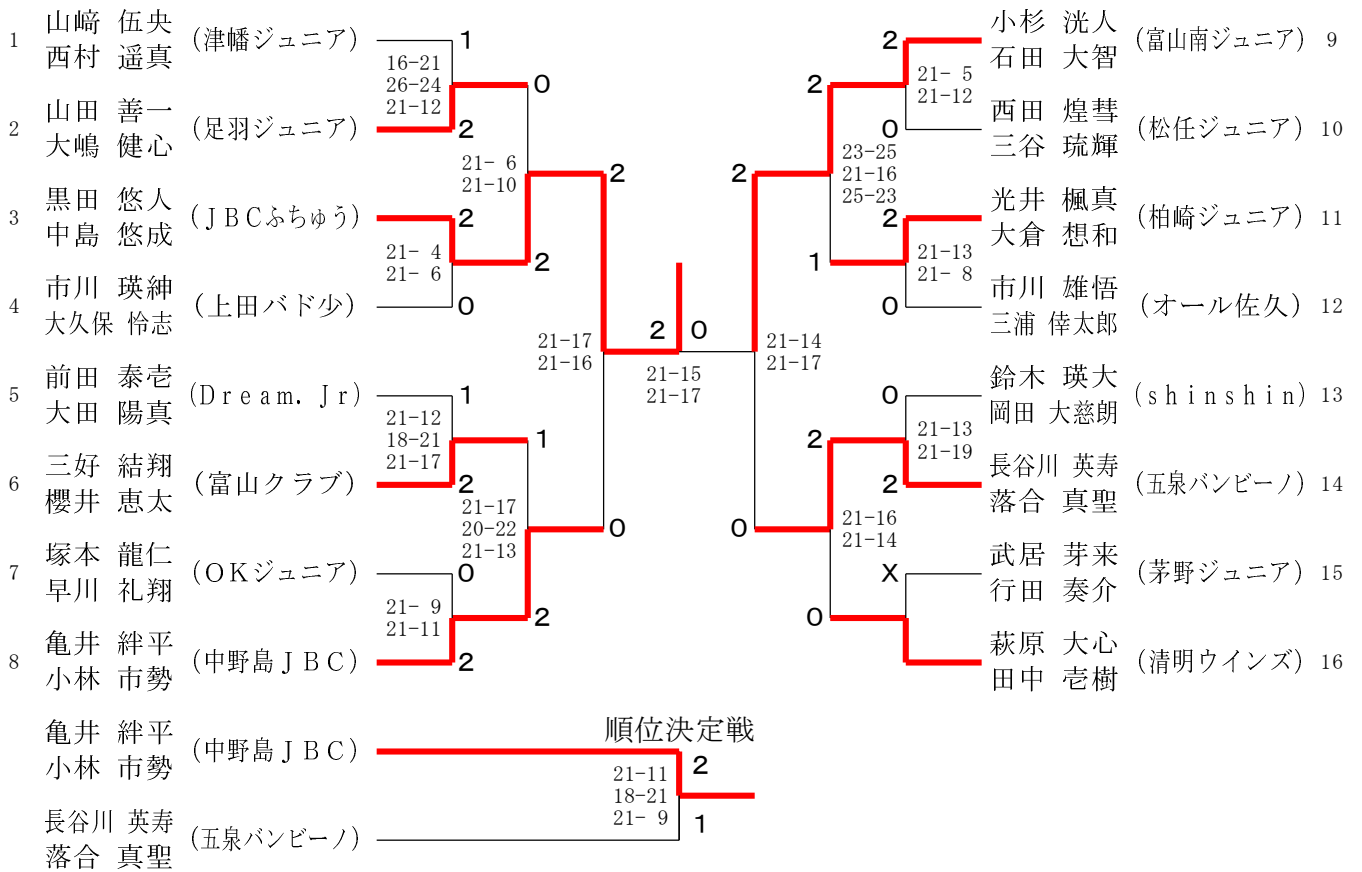 1 山﨑 伍央 (津幡ジュニア) 1
西村 遥真
16-21
26-24
21-12
0
2 山田 善一 (足羽ジュニア) 2
大嶋 健心
21- 6
21-10
2
3 黒田 悠人 (ＪＢＣふちゅう) 2
中島 悠成
21- 4
21- 6
2
4 市川 瑛紳 (上田バド少) 0
大久保 怜志
21-17
21-16
5 前田 泰壱 (Dream. Jr) 1
大田 陽真
21-12
18-21
21-17
1
6 三好 結翔 (富山クラブ) 2
櫻井 恵太
21-17
20-22
21-13
0
7 塚本 龍仁 (ＯＫジュニア) 0
早川 礼翔
21- 9
21-11
2
8 亀井 絆平 (中野島ＪＢＣ) 2
小林 市勢
2 0
21-15
21-17
2 小杉 洸人 (富山南ジュニア) 9
石田 大智
2
21- 5
21-12
0 西田 煌彗 (松任ジュニア) 10
三谷 琉輝
2
23-25
21-16
25-23
2 光井 楓真 (柏崎ジュニア) 11
大倉 想和
1
21-13
21- 8
0 市川 雄悟 (オール佐久) 12
三浦 倖太郎
21-14
21-17
0 鈴木 瑛大 (shinshin) 13
岡田 大慈朗
2
21-13
21-19
2 長谷川 英寿 (五泉バンビーノ) 14
落合 真聖
0
21-16
21-14
X 武居 芽来 (茅野ジュニア) 15
行田 奏介
0
萩原 大心 (清明ウインズ) 16
田中 壱樹
順位決定戦
亀井 絆平 (中野島ＪＢＣ) 2
小林 市勢
21-11
18-21
21- 9
長谷川 英寿 (五泉バンビーノ) 1
落合 真聖